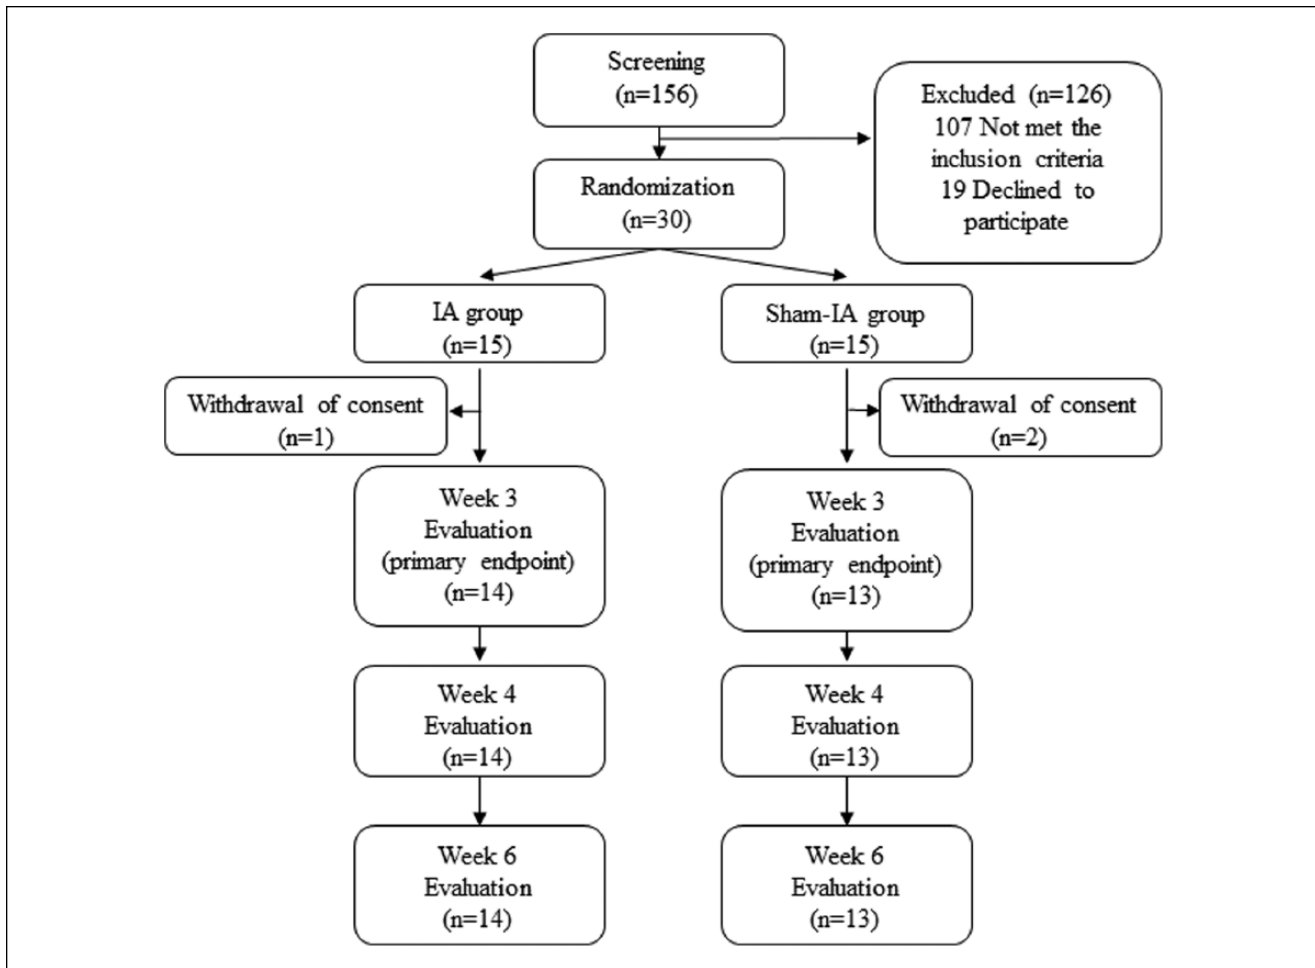 Screening
(n=156)
Excluded (n=126)
107 Not met the
inclusion criteria
19 Declined to
participate
Randomization
(n=30)
IA group
(n=15)
Sham-IA group
(n=15)
Withdrawal of consent
(n=1)
Withdrawal of consent
(n=2)
Week 3
Evaluation
(primary endpoint)
(n=14)
Week 3
Evaluation
(primary endpoint)
(n=13)
Week 4
Evaluation
(n=14)
Week 4
Evaluation
(n=13)
Week 6
Evaluation
(n=14)
Week 6
Evaluation
(n=13)